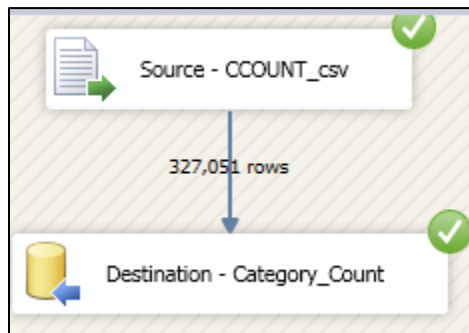 Source - CCOUNT_csv
327,051 rows
Destination - Category_Count